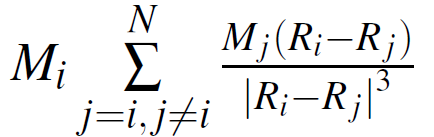 M_i \sum_{j=i, j \neq i}^{N} \frac{M_j(R_i - R_j)}{|R_i - R_j|^3}